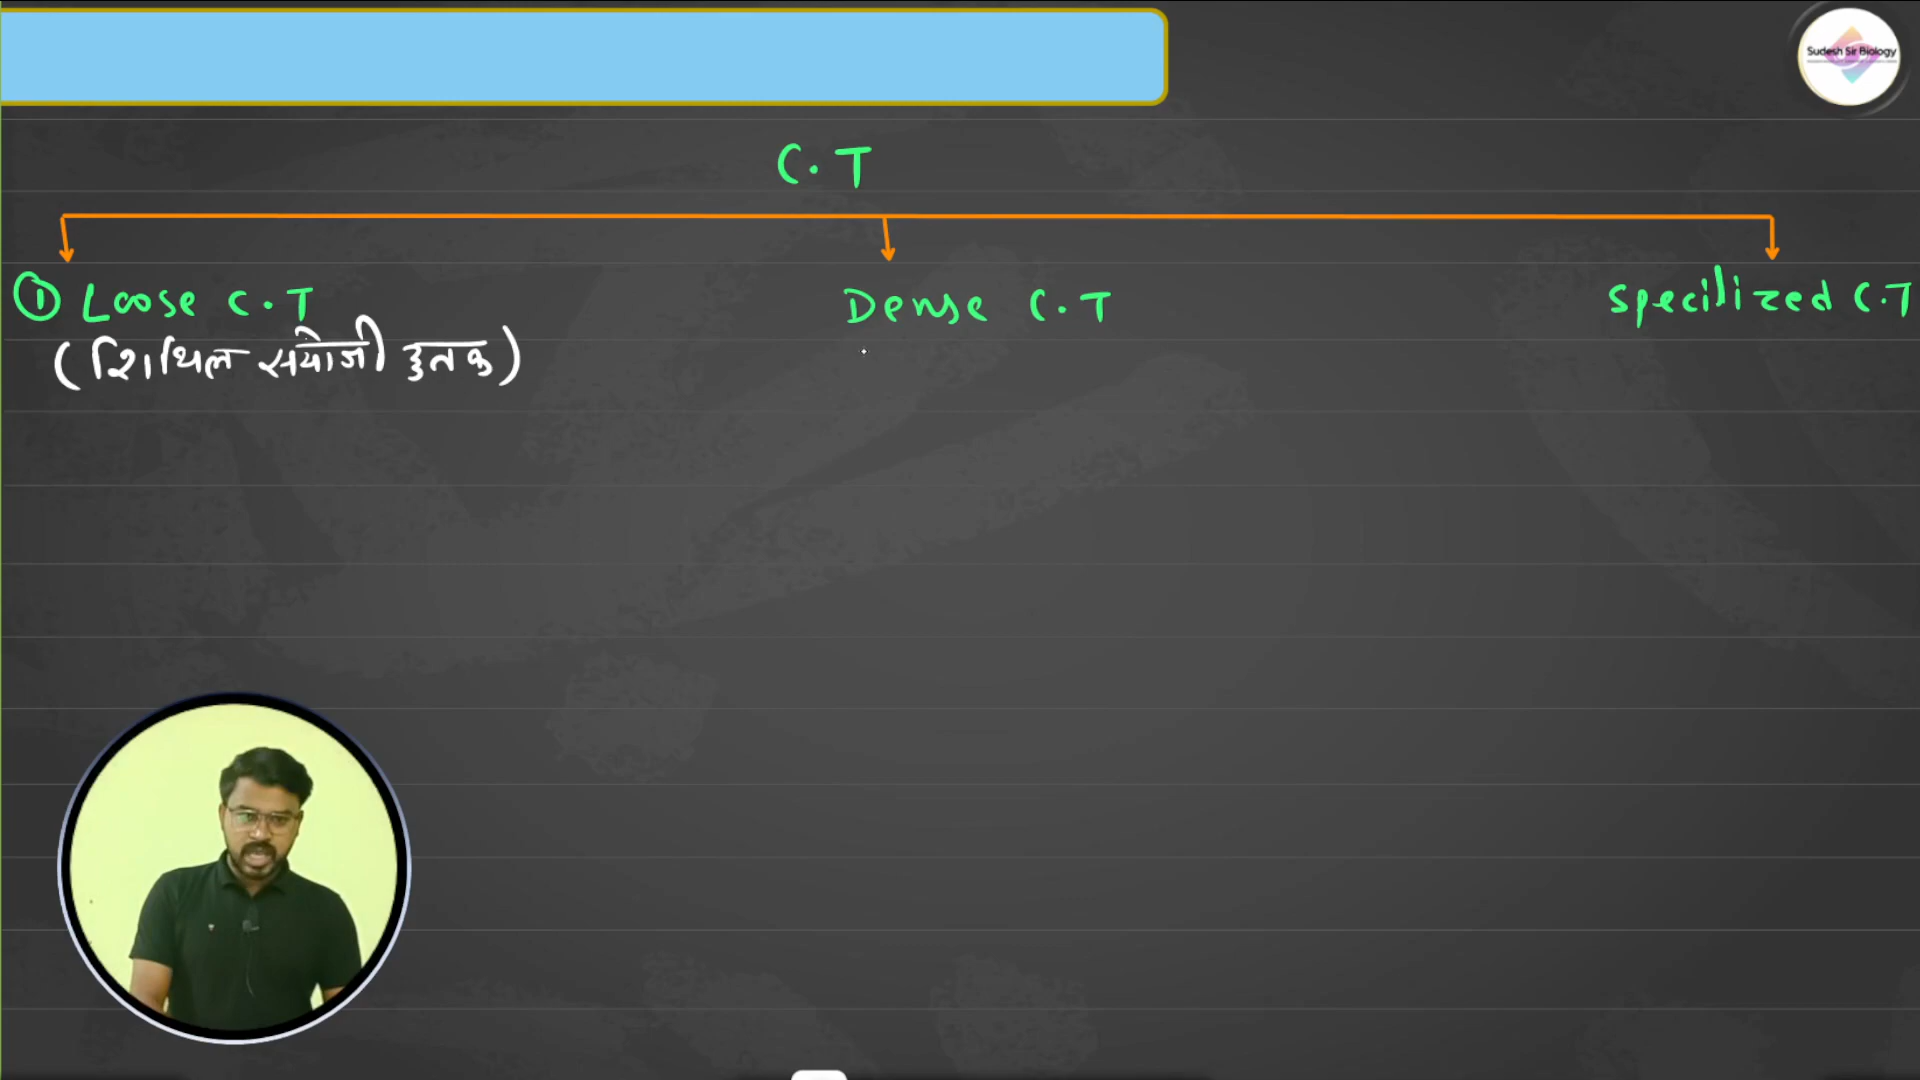 Sudesh Sir Biology
C.T
① Loose C.T
Dense C.T
Specilized C.T
(शिथिल संयोजी ऊतक)